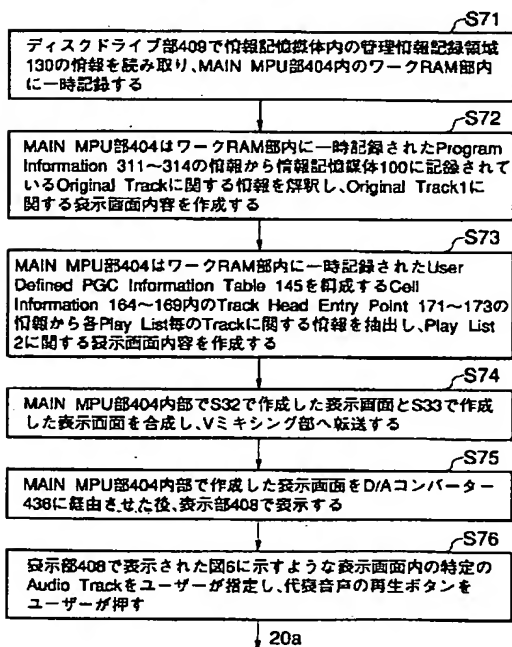 S71
ディスクドライブ部409で情報記憶媒体内の管理情報記録領域
130の情報を読み取り、MAIN MPU部404内のワークRAM部内
に一時記録する
S72
MAIN MPU部404はワークRAM部内に一時記録されたProgram
Information 311～314の情報から情報記憶媒体100に記録されて
いるOriginal Trackに関する情報を解釈し、Original Track1に
関する表示画面内容を作成する
S73
MAIN MPU部404はワークRAM部内に一時記録されたUser
Defined PGC Information Table 145を構成するCell
Information 164～169内のTrack Head Entry Point 171～173の
情報から各Play List毎のTrackに関する情報を抽出し、Play List
2に関する表示画面内容を作成する
S74
MAIN MPU部404内部でS32で作成した表示画面とS33で作成
した表示画面を合成し、Vミキシング部へ転送する
S75
MAIN MPU部404内部で作成した表示画面をD/Aコンバーター
436に経由させた後、表示部408で表示する
S76
表示部408で表示された図6に示すような表示画面内の特定の
Audio Trackをユーザーが指定し、代表音声の再生ボタンを
ユーザーが押す
20a